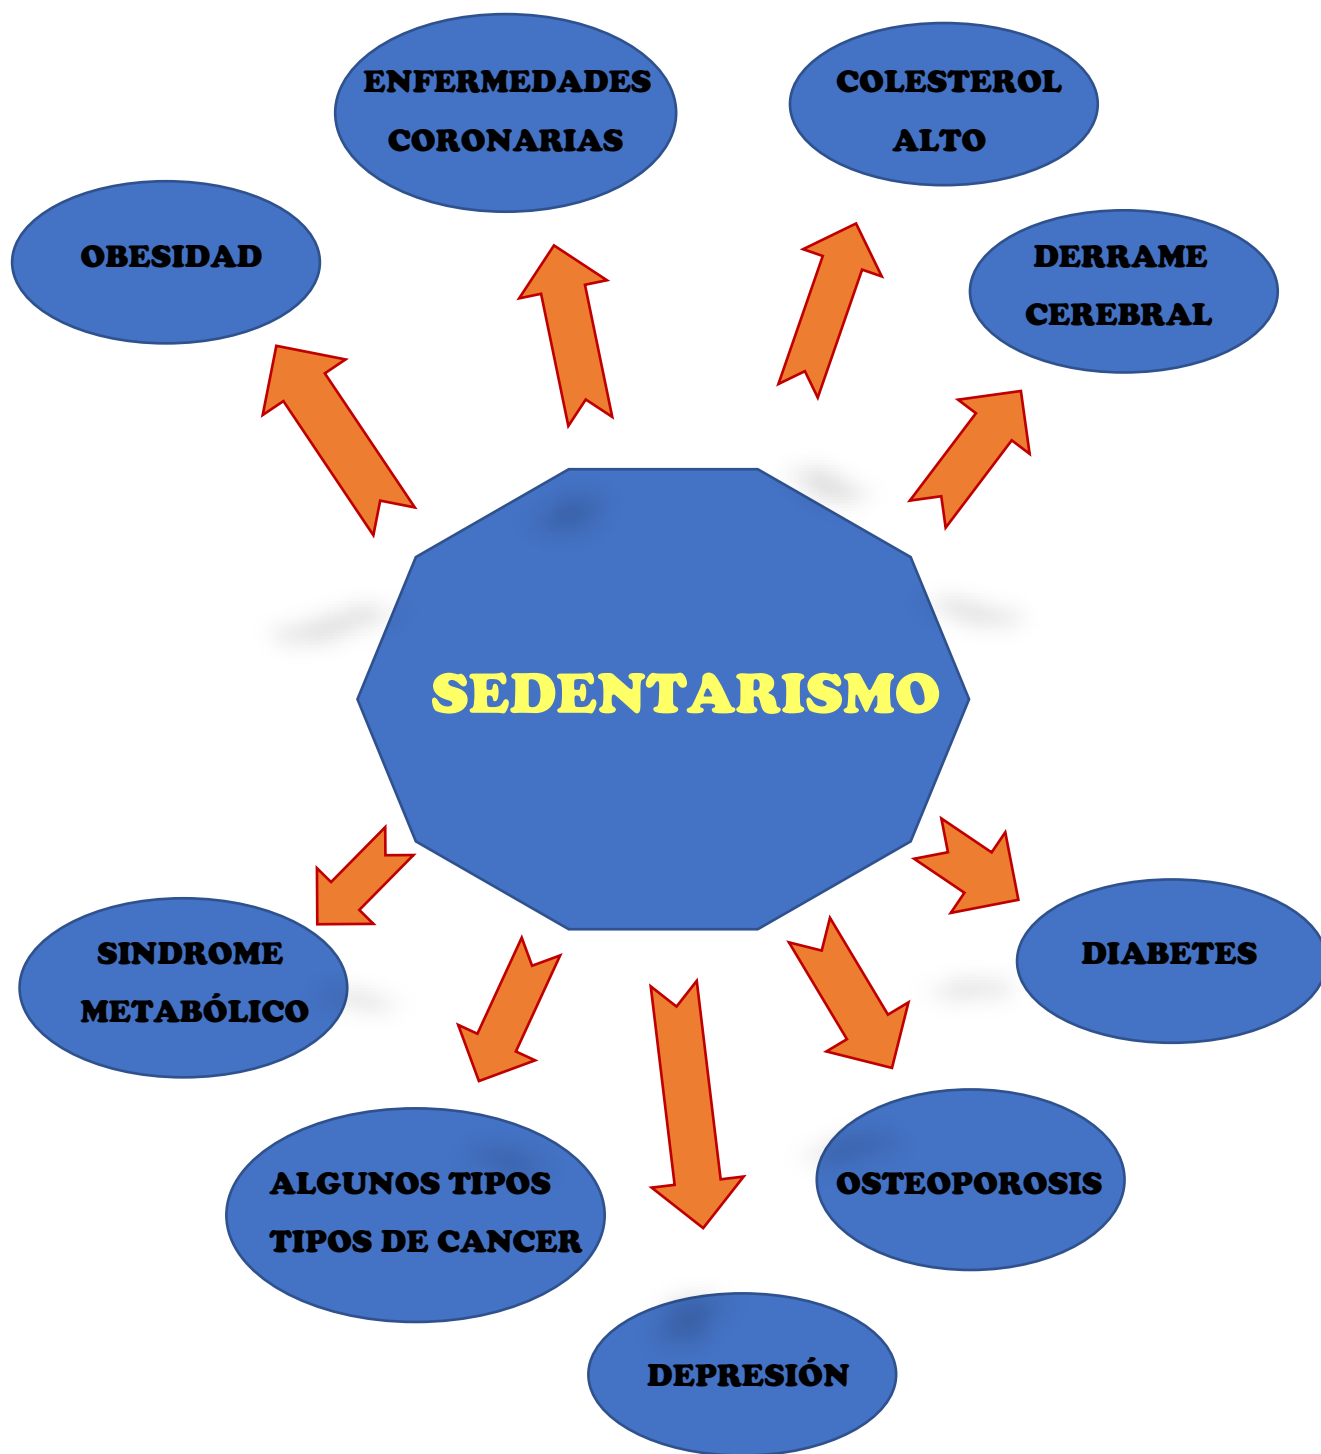 ENFERMEDADES
CORONARIAS
COLESTEROL
ALTO
OBESIDAD
DERRAME
CEREBRAL
SEDENTARISMO
SINDROME
METABÓLICO
DIABETES
ALGUNOS TIPOS
TIPOS DE CANCER
OSTEOPOROSIS
DEPRESIÓN